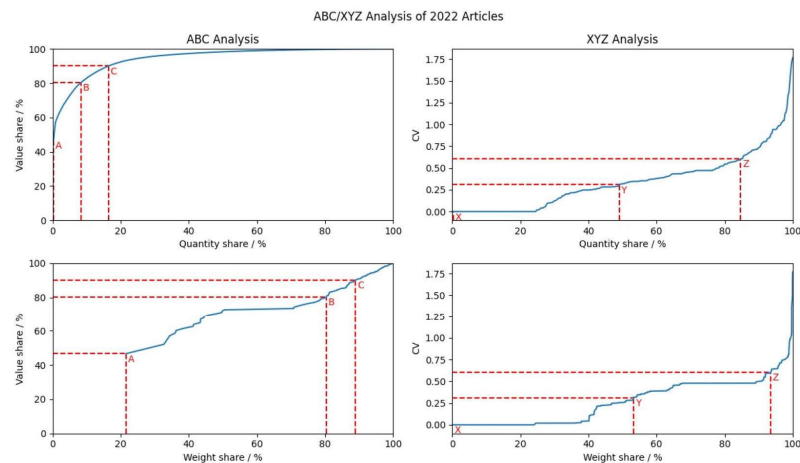 ABC/XYZ Analysis of 2022 Articles
ABC Analysis
Value share / %
100
80
60
40
20
0
A
B
C
0 20 40 60 80 100
Quantity share / %
XYZ Analysis
CV
1.75
1.50
1.25
1.00
0.75
0.50
0.25
0.00
X
Y
Z
0 20 40 60 80 100
Quantity share / %
Value share / %
100
80
60
40
20
0
A
B
C
0 20 40 60 80 100
Weight share / %
CV
1.75
1.50
1.25
1.00
0.75
0.50
0.25
0.00
X
Y
Z
0 20 40 60 80 100
Weight share / %